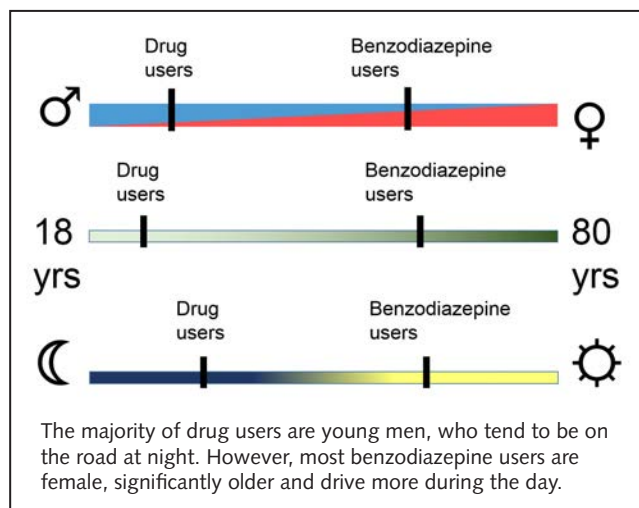 Drug
users
Benzodiazepine
users
♂
♀
Drug
users
Benzodiazepine
users
18
yrs
80
yrs
Drug
users
Benzodiazepine
users
The majority of drug users are young men, who tend to be on
the road at night. However, most benzodiazepine users are
female, significantly older and drive more during the day.